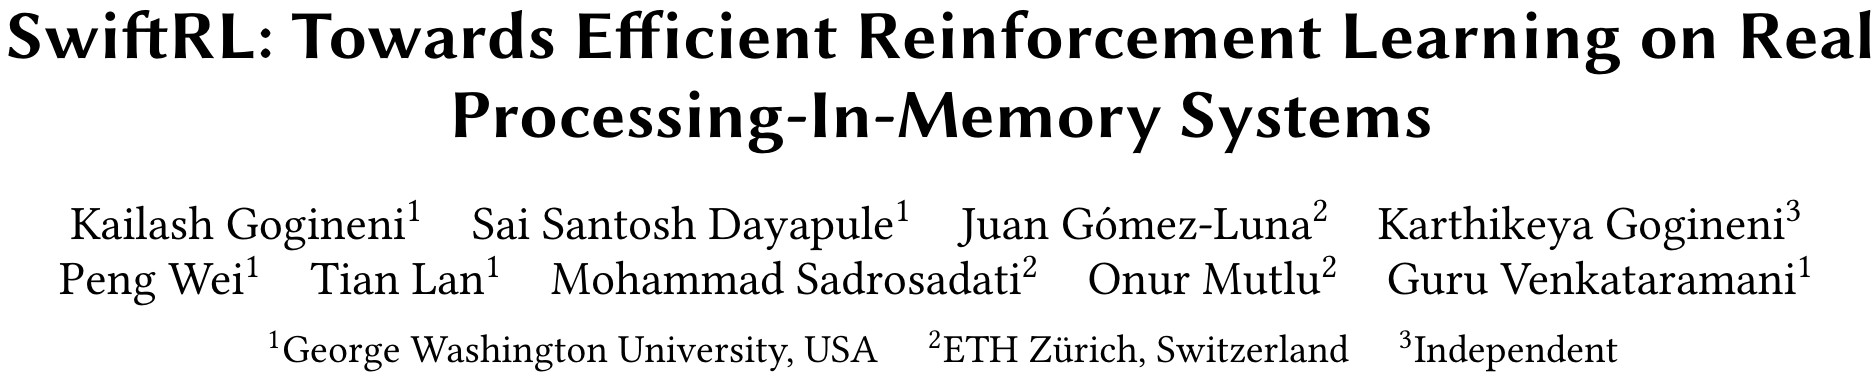 SwiftRL: Towards Efficient Reinforcement Learning on Real
Processing-In-Memory Systems
Kailash Gogineni¹ Sai Santosh Dayapule¹ Juan Gómez-Luna² Karthikeya Gogineni³
Peng Wei¹ Tian Lan¹ Mohammad Sadrosadati² Onur Mutlu² Guru Venkataramani¹
¹George Washington University, USA ²ETH Zürich, Switzerland ³Independent